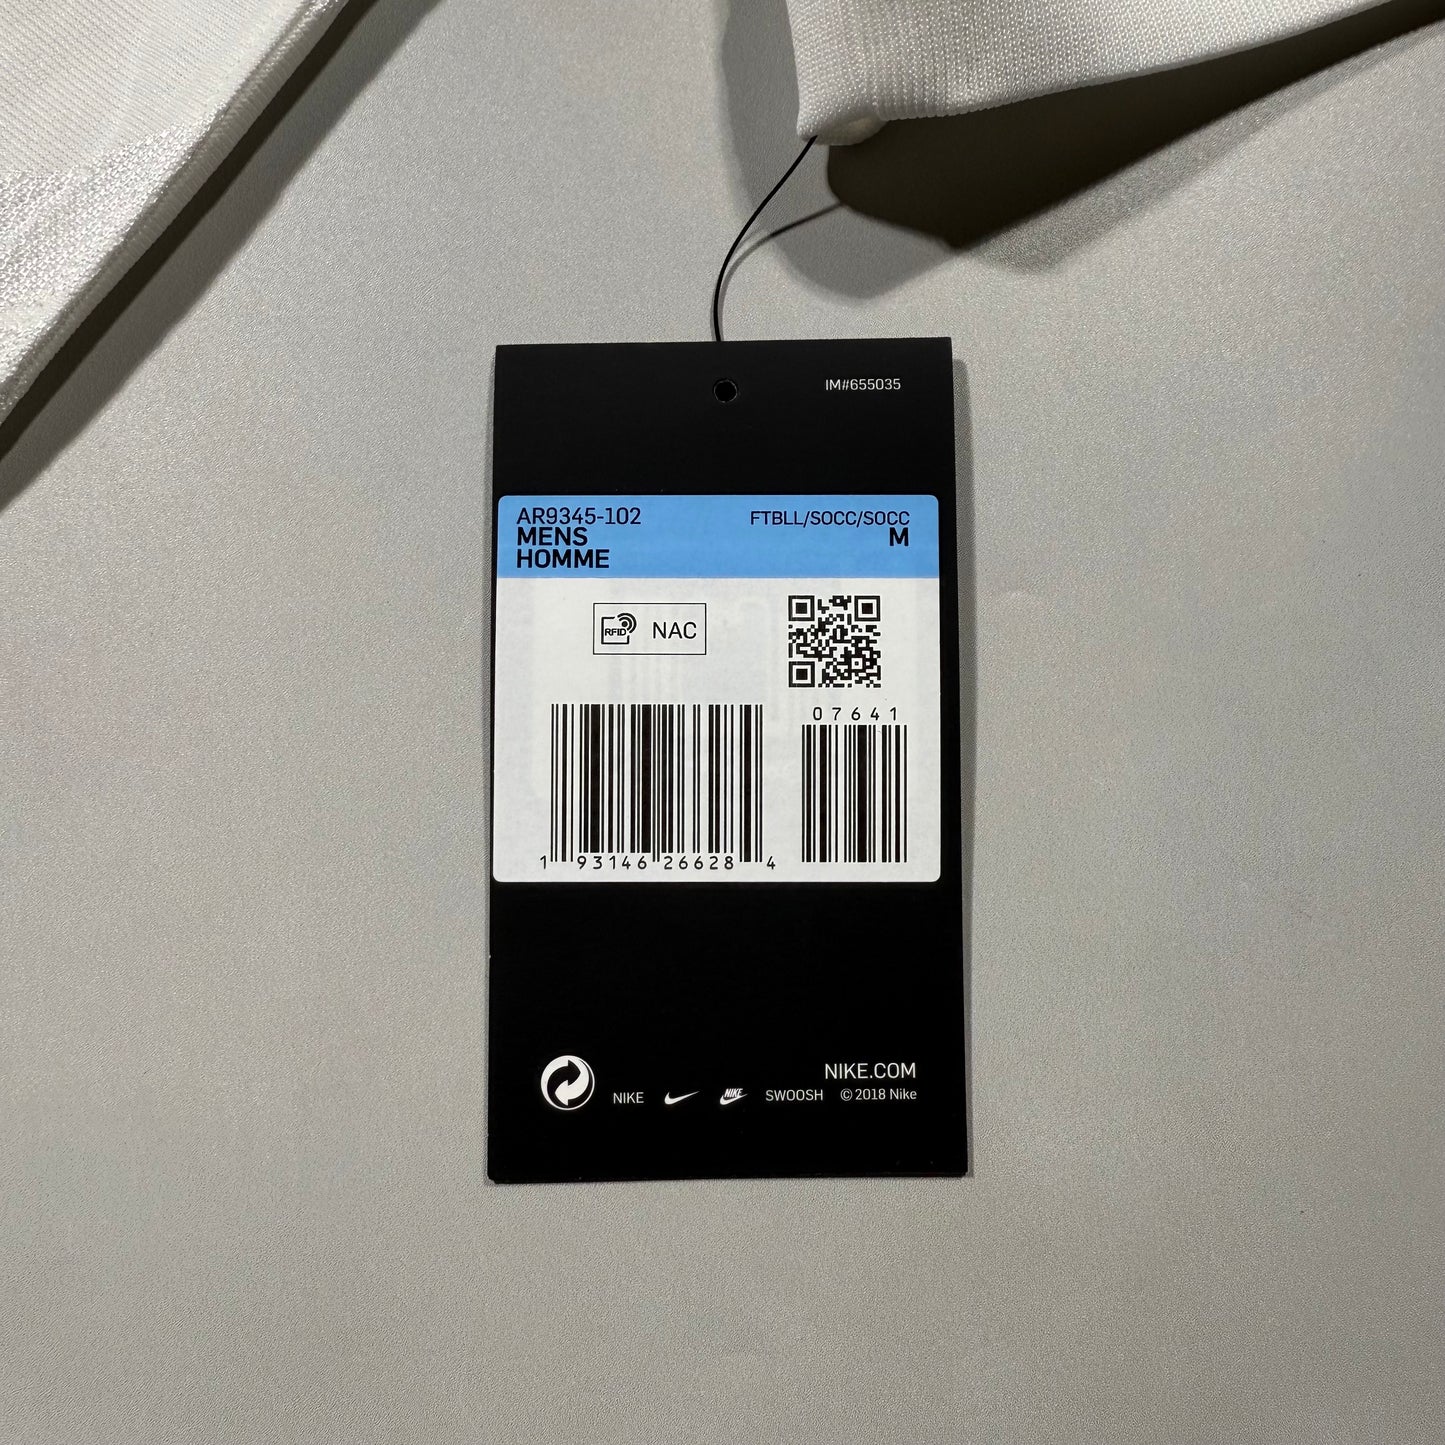 IM#655035
AR9345-102 FTBLL/SOCC/SOCC
MENS M
HOMME
RFID NAC
07641
1 93146 26628 4
NIKE.COM
NIKE NIKE SWOOSH © 2018 Nike